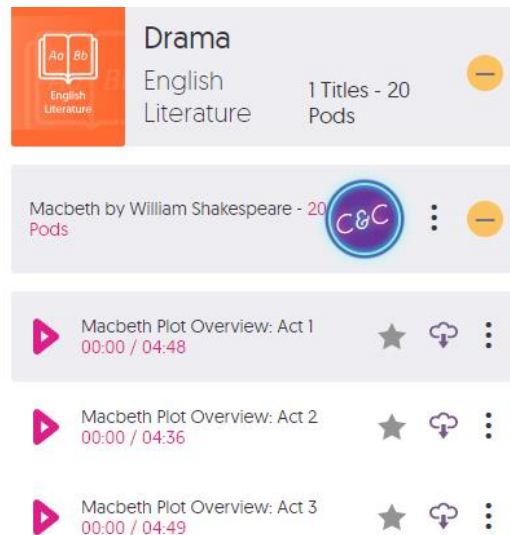 Aa Bb
English
Literature
Drama
English
Literature
1 Titles - 20
Pods
Macbeth by William Shakespeare - 20
Pods
C&C
Macbeth Plot Overview: Act 1
00:00 / 04:48
Macbeth Plot Overview: Act 2
00:00 / 04:36
Macbeth Plot Overview: Act 3
00:00 / 04:49